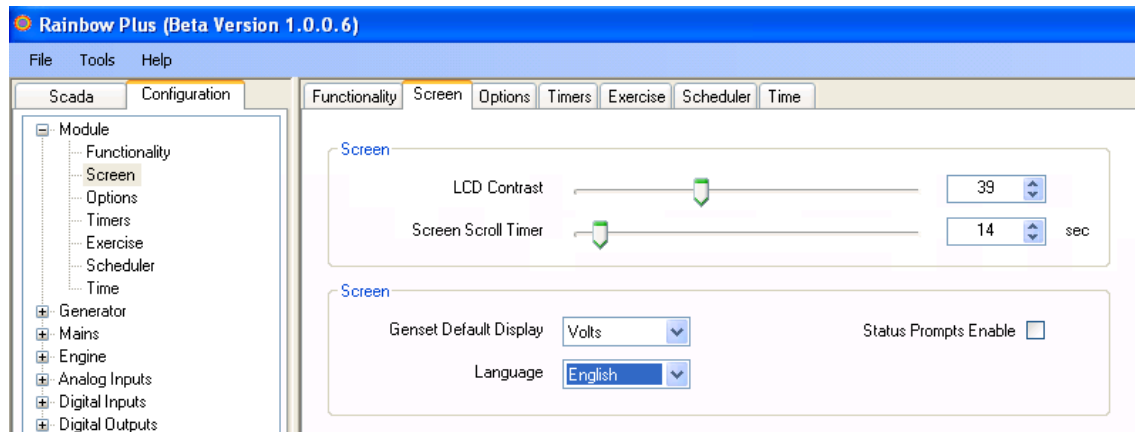 Rainbow Plus (Beta Version 1.0.0.6)
File Tools Help
Scada Configuration
Module
Functionality
Screen
Options
Timers
Exercise
Scheduler
Time
Generator
Mains
Engine
Analog Inputs
Digital Inputs
Digital Outputs
Functionality Screen Options Timers Exercise Scheduler Time
Screen
LCD Contrast 39
Screen Scroll Timer 14 sec
Screen
Genset Default Display Volts Status Prompts Enable
Language English